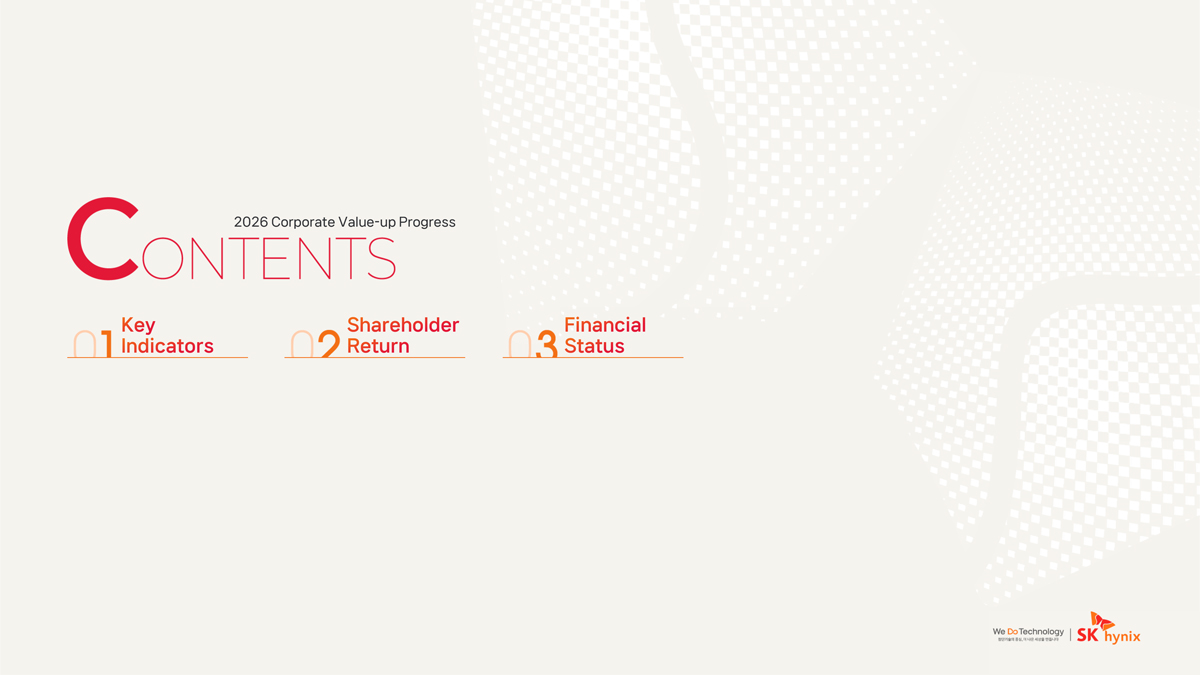 2026 Corporate Value-up Progress
CONTENTS
01 Key
Indicators
02 Shareholder
Return
03 Financial
Status
We Do Technology
SK hynix